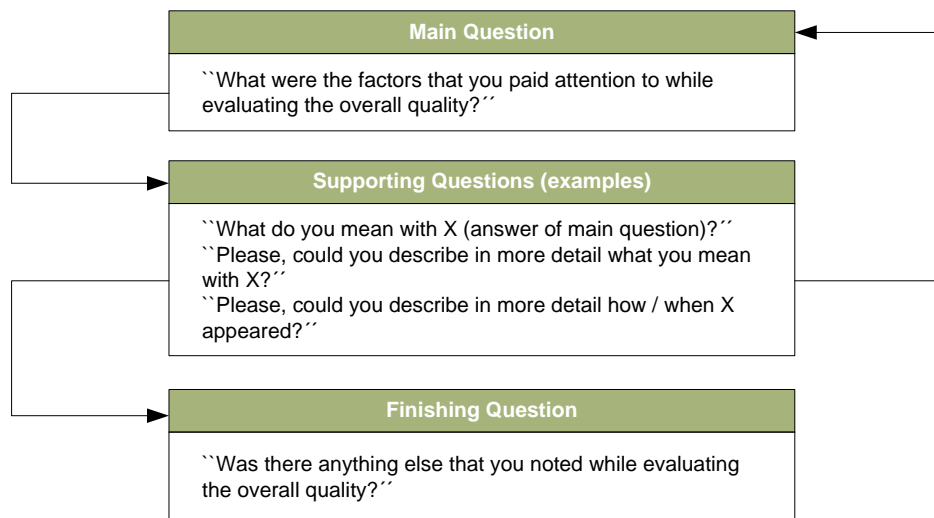 Main Question
``What were the factors that you paid attention to while
evaluating the overall quality?´´
Supporting Questions (examples)
``What do you mean with X (answer of main question)?´´
``Please, could you describe in more detail what you mean
with X?´´
``Please, could you describe in more detail how / when X
appeared?´´
Finishing Question
``Was there anything else that you noted while evaluating
the overall quality?´´